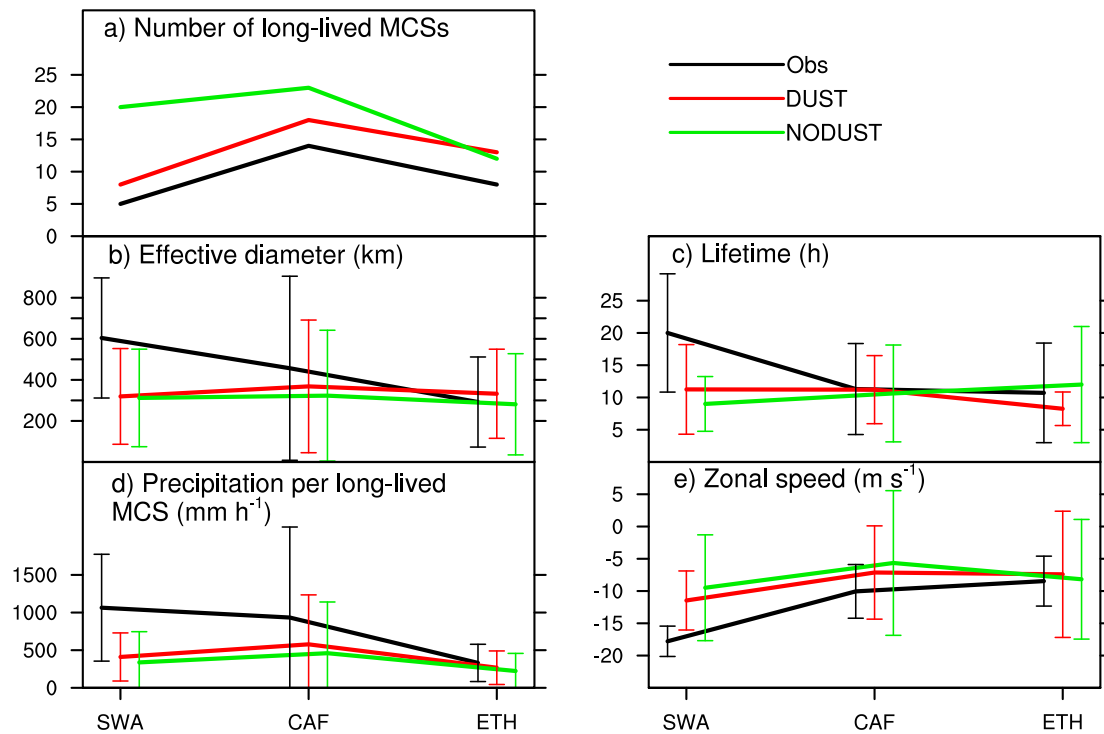 a) Number of long-lived MCSs
25
20
15
10
5
0
Obs
DUST
NODUST
b) Effective diameter (km)
800
600
400
200
c) Lifetime (h)
25
20
15
10
5
d) Precipitation per long-lived
MCS (mm h⁻¹)
1500
1000
500
0
SWA CAF ETH
e) Zonal speed (m s⁻¹)
5
0
-5
-10
-15
-20
SWA CAF ETH